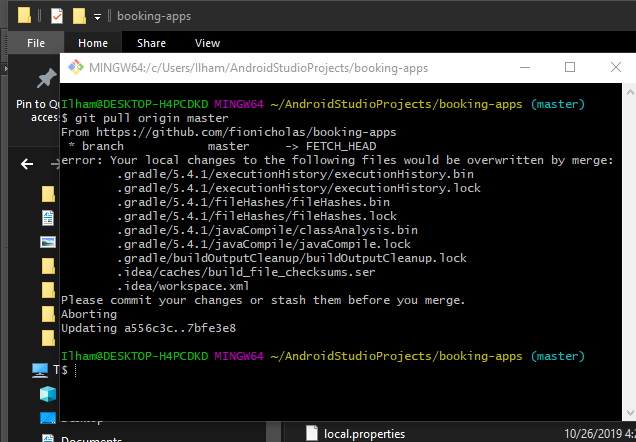 booking-apps
File Home Share View
MINGW64:/c/Users/Ilham/AndroidStudioProjects/booking-apps
Pin to Qu
access
Ilham@DESKTOP-H4PCDKD MINGW64 ~/AndroidStudioProjects/booking-apps (master)
$ git pull origin master
From https://github.com/fionicholas/booking-apps
 * branch            master     -> FETCH_HEAD
error: Your local changes to the following files would be overwritten by merge:
.gradle/5.4.1/executionHistory/executionHistory.bin
.gradle/5.4.1/executionHistory/executionHistory.lock
.gradle/5.4.1/fileHashes/fileHashes.bin
.gradle/5.4.1/fileHashes/fileHashes.lock
.gradle/5.4.1/javaCompile/classAnalysis.bin
.gradle/5.4.1/javaCompile/javaCompile.lock
.gradle/buildOutputCleanup/buildOutputCleanup.lock
.idea/caches/build_file_checksums.ser
.idea/workspace.xml
Please commit your changes or stash them before you merge.
Aborting
Updating a556c3c..7bfe3e8
Ilham@DESKTOP-H4PCDKD MINGW64 ~/AndroidStudioProjects/booking-apps (master)
$
T
Desktop
Documents
local.properties 10/26/2019 4:2